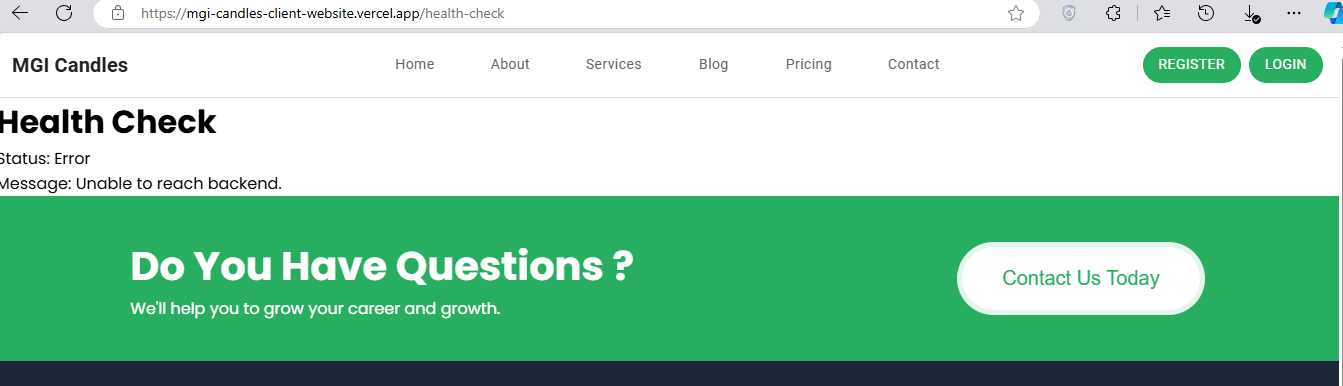 https://mgi-candles-client-website.vercel.app/health-check
MGI Candles Home About Services Blog Pricing Contact REGISTER LOGIN
Health Check
Status: Error
Message: Unable to reach backend.
Do You Have Questions ?
We'll help you to grow your career and growth.
Contact Us Today